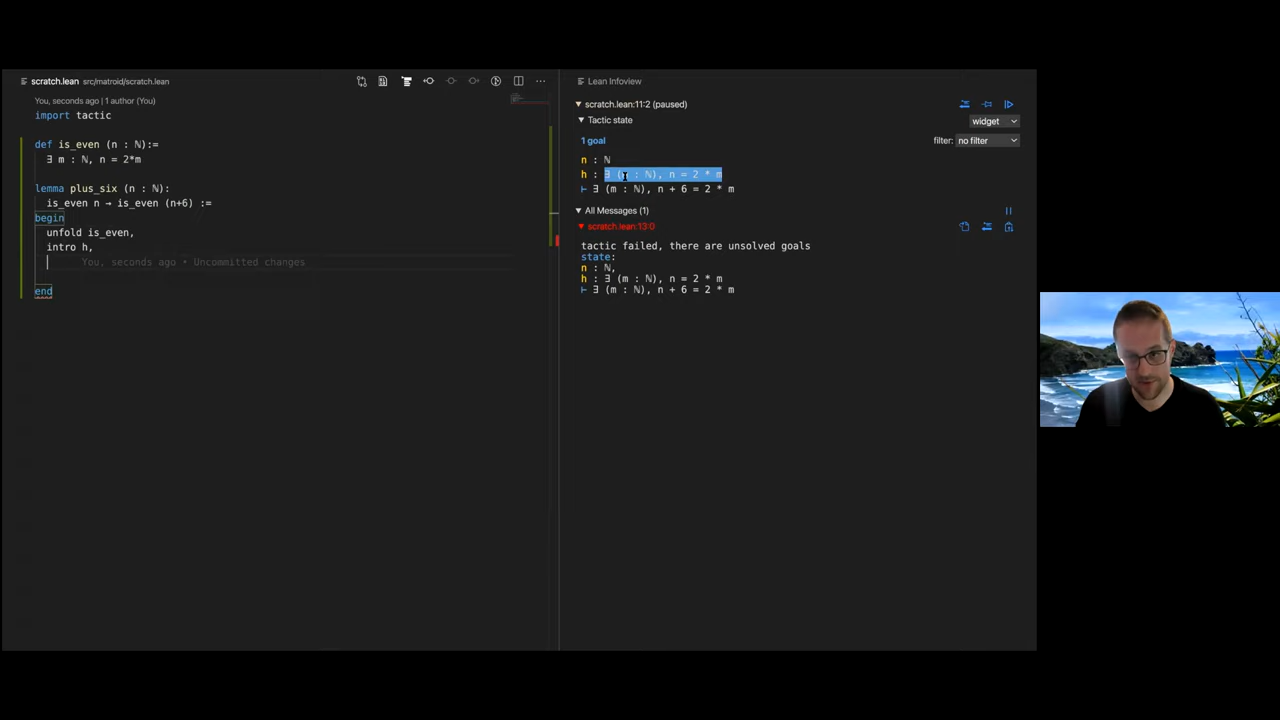 scratch.lean src/matroid/scratch.lean
You, seconds ago | 1 author (You)
import tactic
def is_even (n : ℕ):=
∃ m : ℕ, n = 2*m
lemma plus_six (n : ℕ):
is_even n → is_even (n+6) :=
begin
unfold is_even,
intro h,
You, seconds ago • Uncommitted changes
end
Lean Infoview
scratch.lean:11:2 (paused)
Tactic state
widget
1 goal
filter: no filter
n : ℕ
h : ∃ (m : ℕ), n = 2 * m
⊢ ∃ (m : ℕ), n + 6 = 2 * m
All Messages (1)
scratch.lean:13:0
tactic failed, there are unsolved goals
state:
n : ℕ,
h : ∃ (m : ℕ), n = 2 * m
⊢ ∃ (m : ℕ), n + 6 = 2 * m